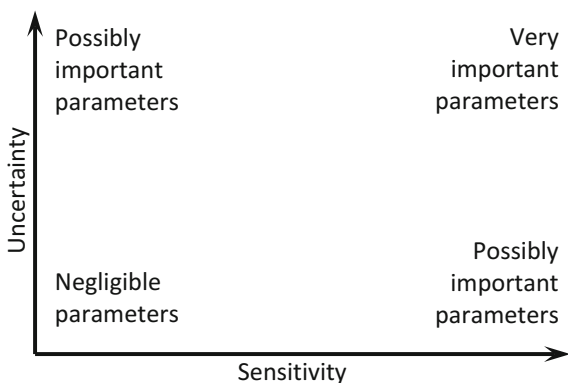 Possibly
important
parameters
Very
important
parameters
Uncertainty
Negligible
parameters
Possibly
important
parameters
Sensitivity